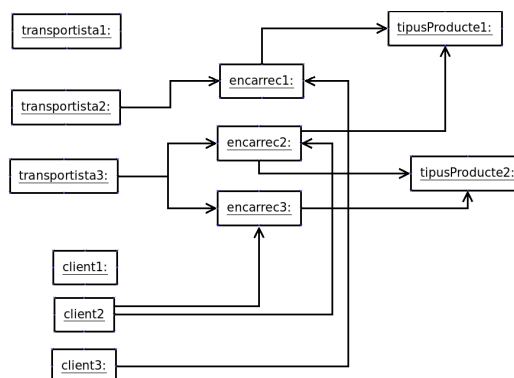 transportista1:
tipusProducte1:
encarrec1:
transportista2:
encarrec2:
tipusProducte2:
transportista3:
encarrec3:
client1:
client2
client3: